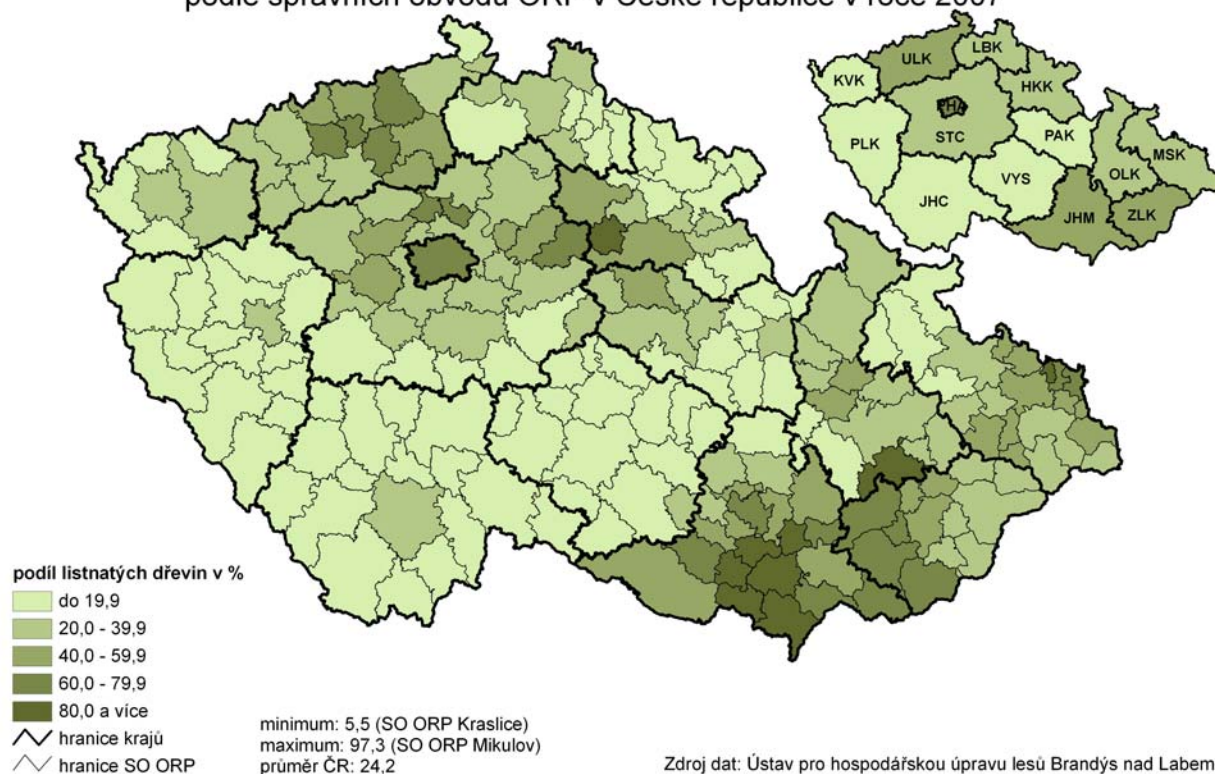 podle správních obvodů ORP v České republice v roce 2007
KVK
ULK
LBK
HKK
PHA
STC
PLK
PAK
MSK
OLK
VYS
JHC
JHM
ZLK
podíl listnatých dřevin v %
do 19,9
20,0 - 39,9
40,0 - 59,9
60,0 - 79,9
80,0 a více
hranice krajů
hranice SO ORP
minimum: 5,5 (SO ORP Kraslice)
maximum: 97,3 (SO ORP Mikulov)
průměr ČR: 24,2
Zdroj dat: Ústav pro hospodářskou úpravu lesů Brandýs nad Labem